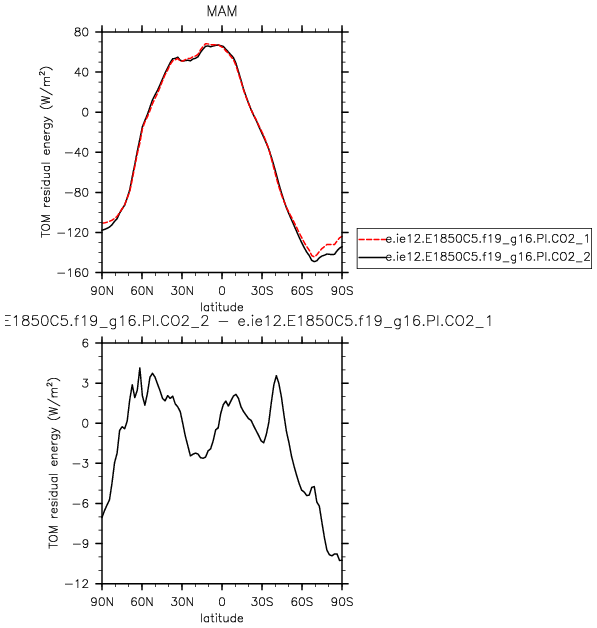 MAM
80
40
0
−40
−80
−120
−160
TOM residual energy (W/m²)
90N 60N 30N 0 30S 60S 90S
latitude
e.ie12.E1850C5.f19_g16.PI.CO2_1
e.ie12.E1850C5.f19_g16.PI.CO2_2
E1850C5.f19_g16.PI.CO2_2 − e.ie12.E1850C5.f19_g16.PI.CO2_1
6
3
0
−3
−6
−9
−12
TOM residual energy (W/m²)
90N 60N 30N 0 30S 60S 90S
latitude